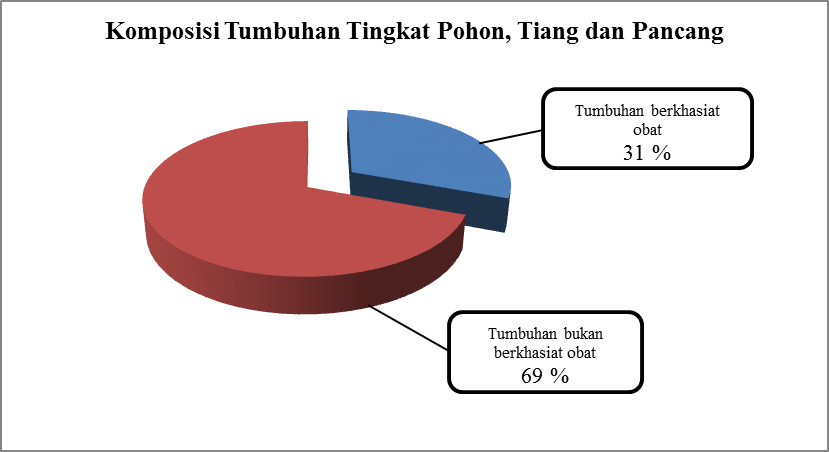 Komposisi Tumbuhan Tingkat Pohon, Tiang dan Pancang
Tumbuhan berkhasiat
obat
31 %
Tumbuhan bukan
berkhasiat obat
69 %